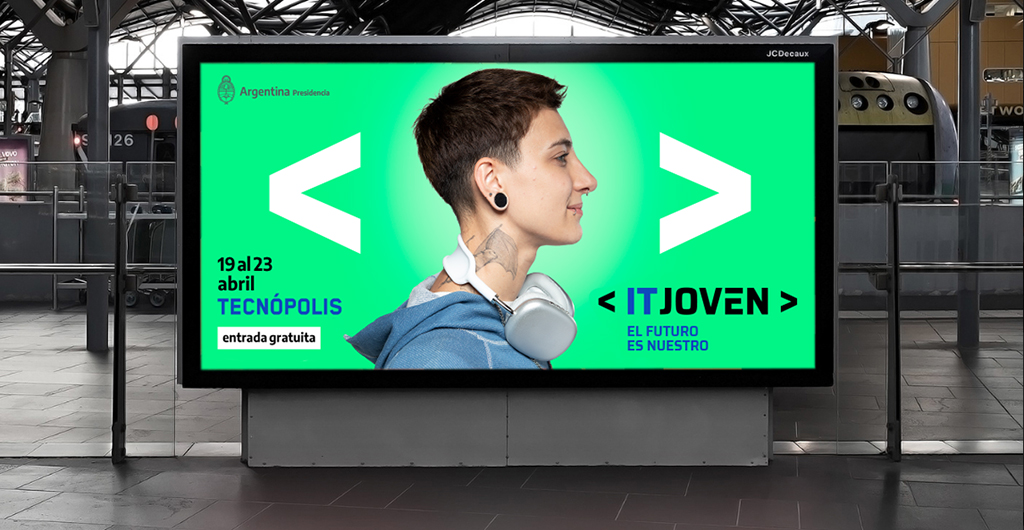 JCDecaux
Argentina Presidencia
19 al 23
abril
TECNÓPOLIS
entrada gratuita
< ITJOVEN >
EL FUTURO
ES NUESTRO